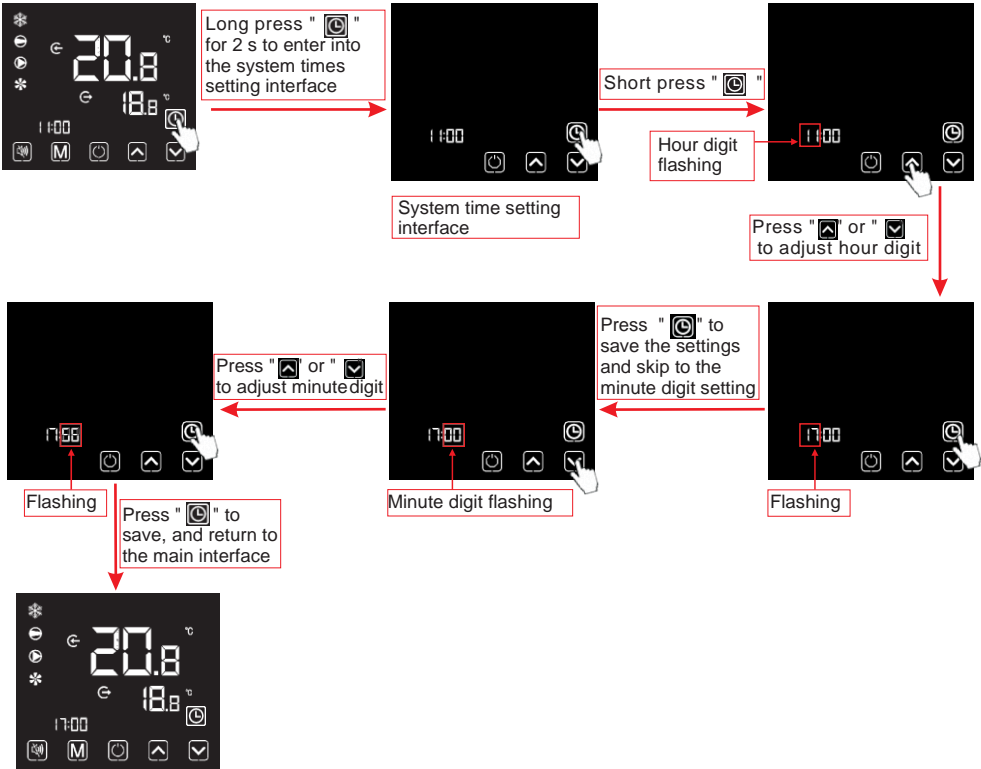 20.8 ℃
18.8 ℃
11:00
M
Long press " "
for 2 s to enter into
the system times
setting interface
11:00
System time setting
interface
Short press " "
Hour digit
flashing
11:00
Press " " or "
to adjust hour digit
17:00
Flashing
Press " " to
save the settings
and skip to the
minute digit setting
17:00
Minute digit flashing
Press " " or "
to adjust minute digit
17:56
Flashing
Press " " to
save, and return to
the main interface
20.8 ℃
18.8 ℃
17:00
M